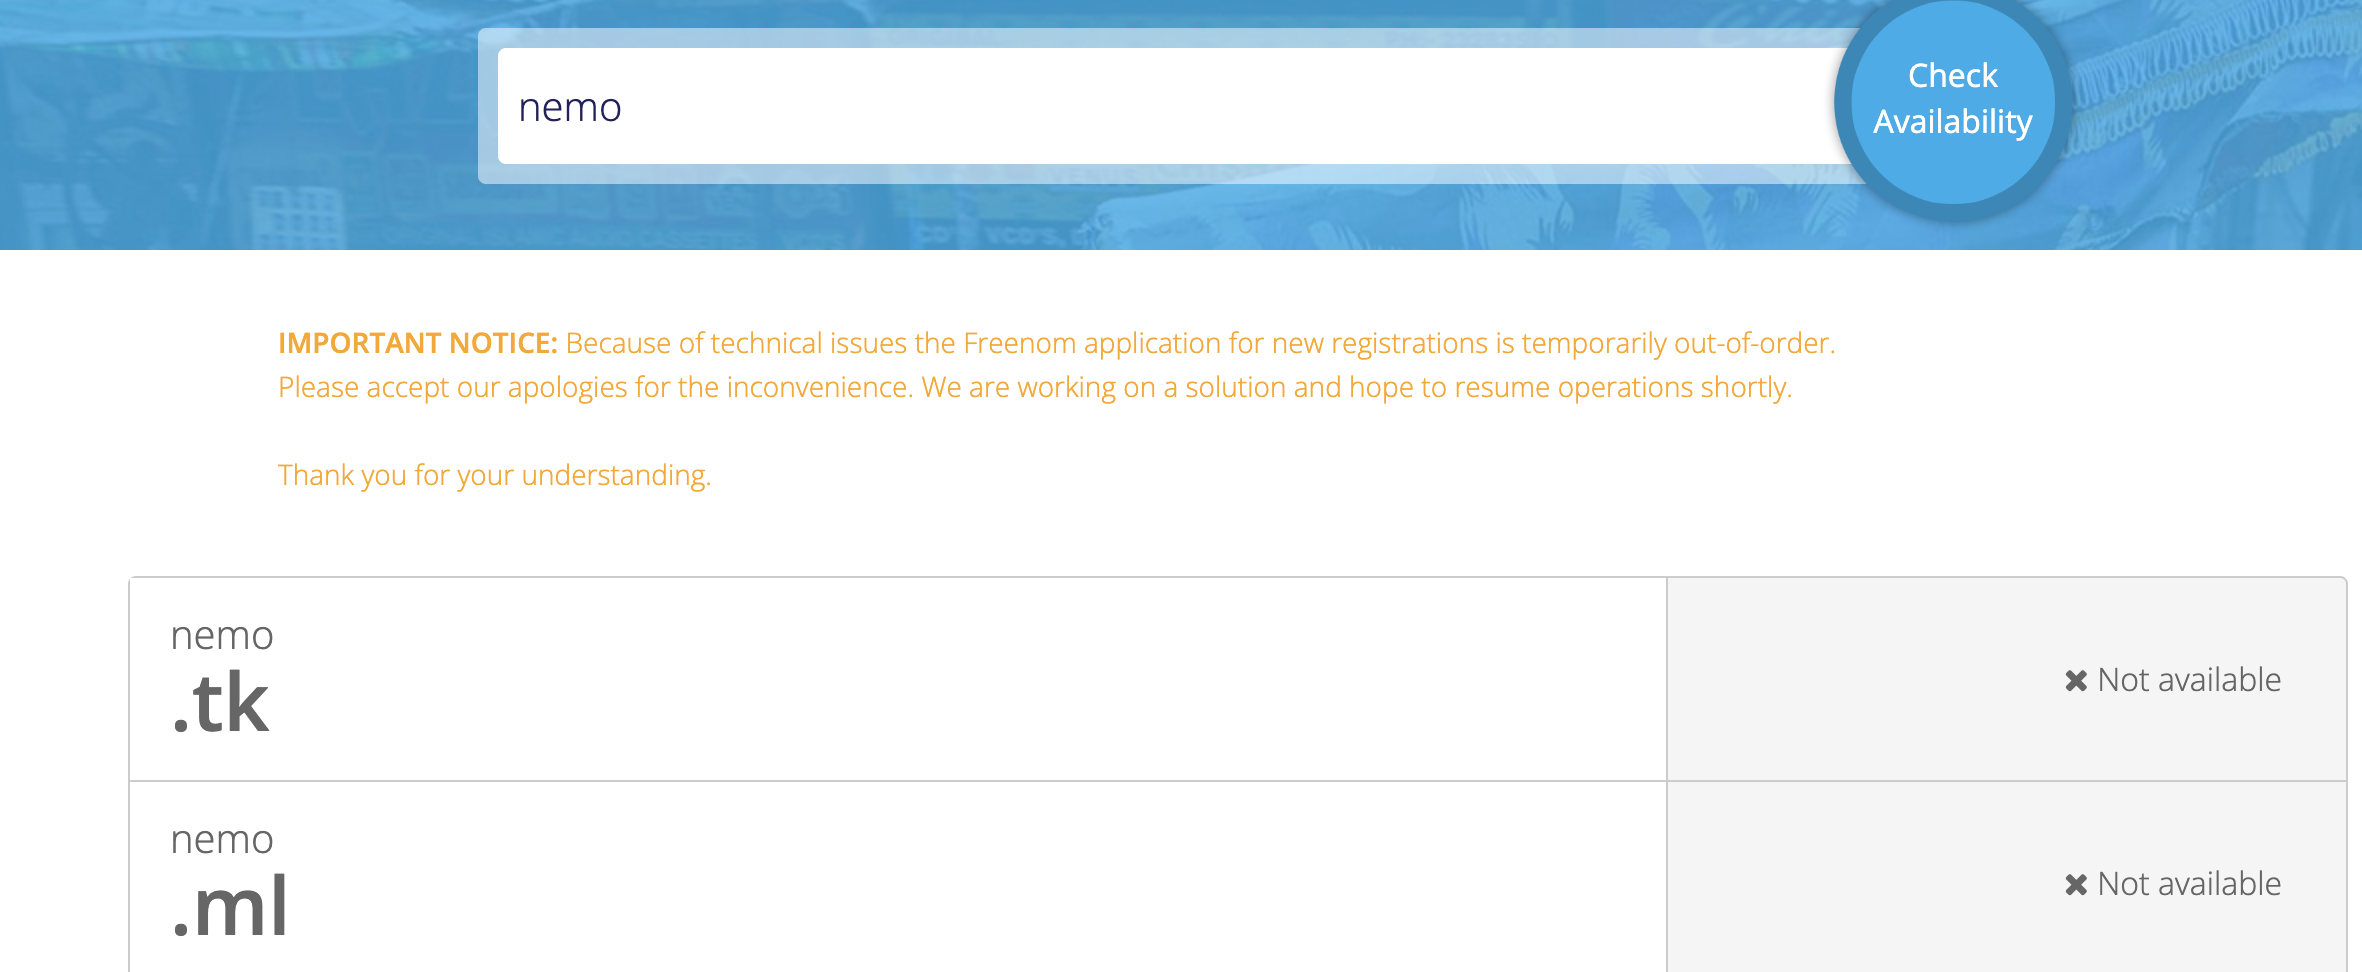 nemo
Check
Availability
IMPORTANT NOTICE: Because of technical issues the Freenom application for new registrations is temporarily out-of-order.
Please accept our apologies for the inconvenience. We are working on a solution and hope to resume operations shortly.
Thank you for your understanding.
nemo
.tk
✖ Not available
nemo
.ml
✖ Not available